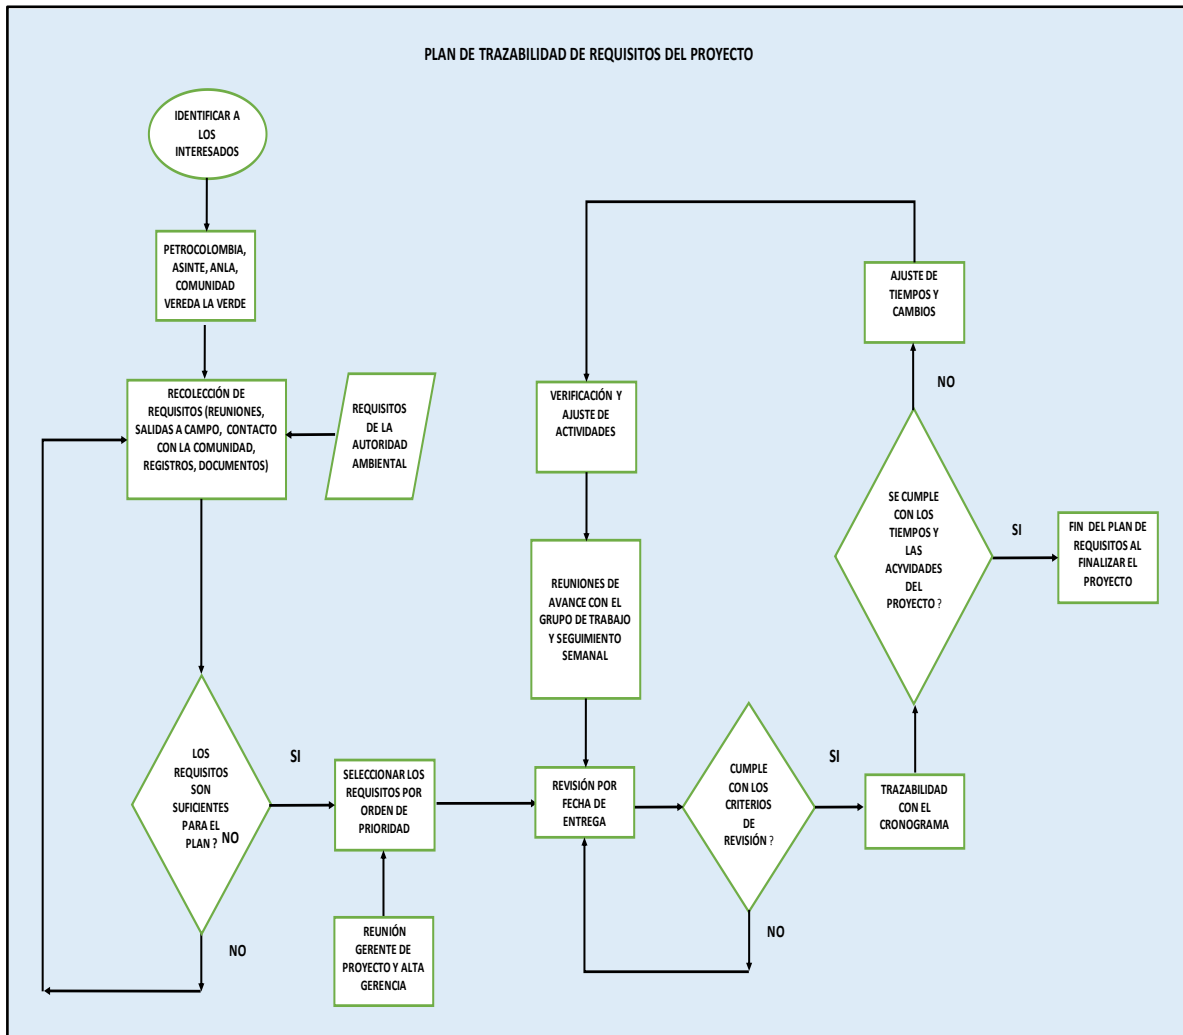 PLAN DE TRAZABILIDAD DE REQUISITOS DEL PROYECTO
IDENTIFICAR A
LOS
INTERESADOS
PETROCOLOMBIA,
ASINTE, ANLA,
COMUNIDAD
VEREDA LA VERDE
RECOLECCIÓN DE
REQUISITOS (REUNIONES,
SALIDAS A CAMPO, CONTACTO
CON LA COMUNIDAD,
REGISTROS, DOCUMENTOS)
REQUISITOS
DE LA
AUTORIDAD
AMBIENTAL
LOS
REQUISITOS
SON
SUFICIENTES
PARA EL
PLAN ?
NO
SI
NO
SELECCIONAR LOS
REQUISITOS POR
ORDEN DE
PRIORIDAD
REUNIÓN
GERENTE DE
PROYECTO Y ALTA
GERENCIA
VERIFICACIÓN Y
AJUSTE DE
ACTIVIDADES
REUNIONES DE
AVANCE CON EL
GRUPO DE TRABAJO
Y SEGUIMIENTO
SEMANAL
REVISIÓN POR
FECHA DE
ENTREGA
CUMPLE
CON LOS
CRITERIOS
DE
REVISIÓN ?
SI
NO
TRAZABILIDAD
CON EL
CRONOGRAMA
AJUSTE DE
TIEMPOS Y
CAMBIOS
NO
SE CUMPLE
CON LOS
TIEMPOS Y
LAS
ACYVIDADES
DEL
PROYECTO ?
SI
FIN DEL PLAN DE
REQUISITOS AL
FINALIZAR EL
PROYECTO